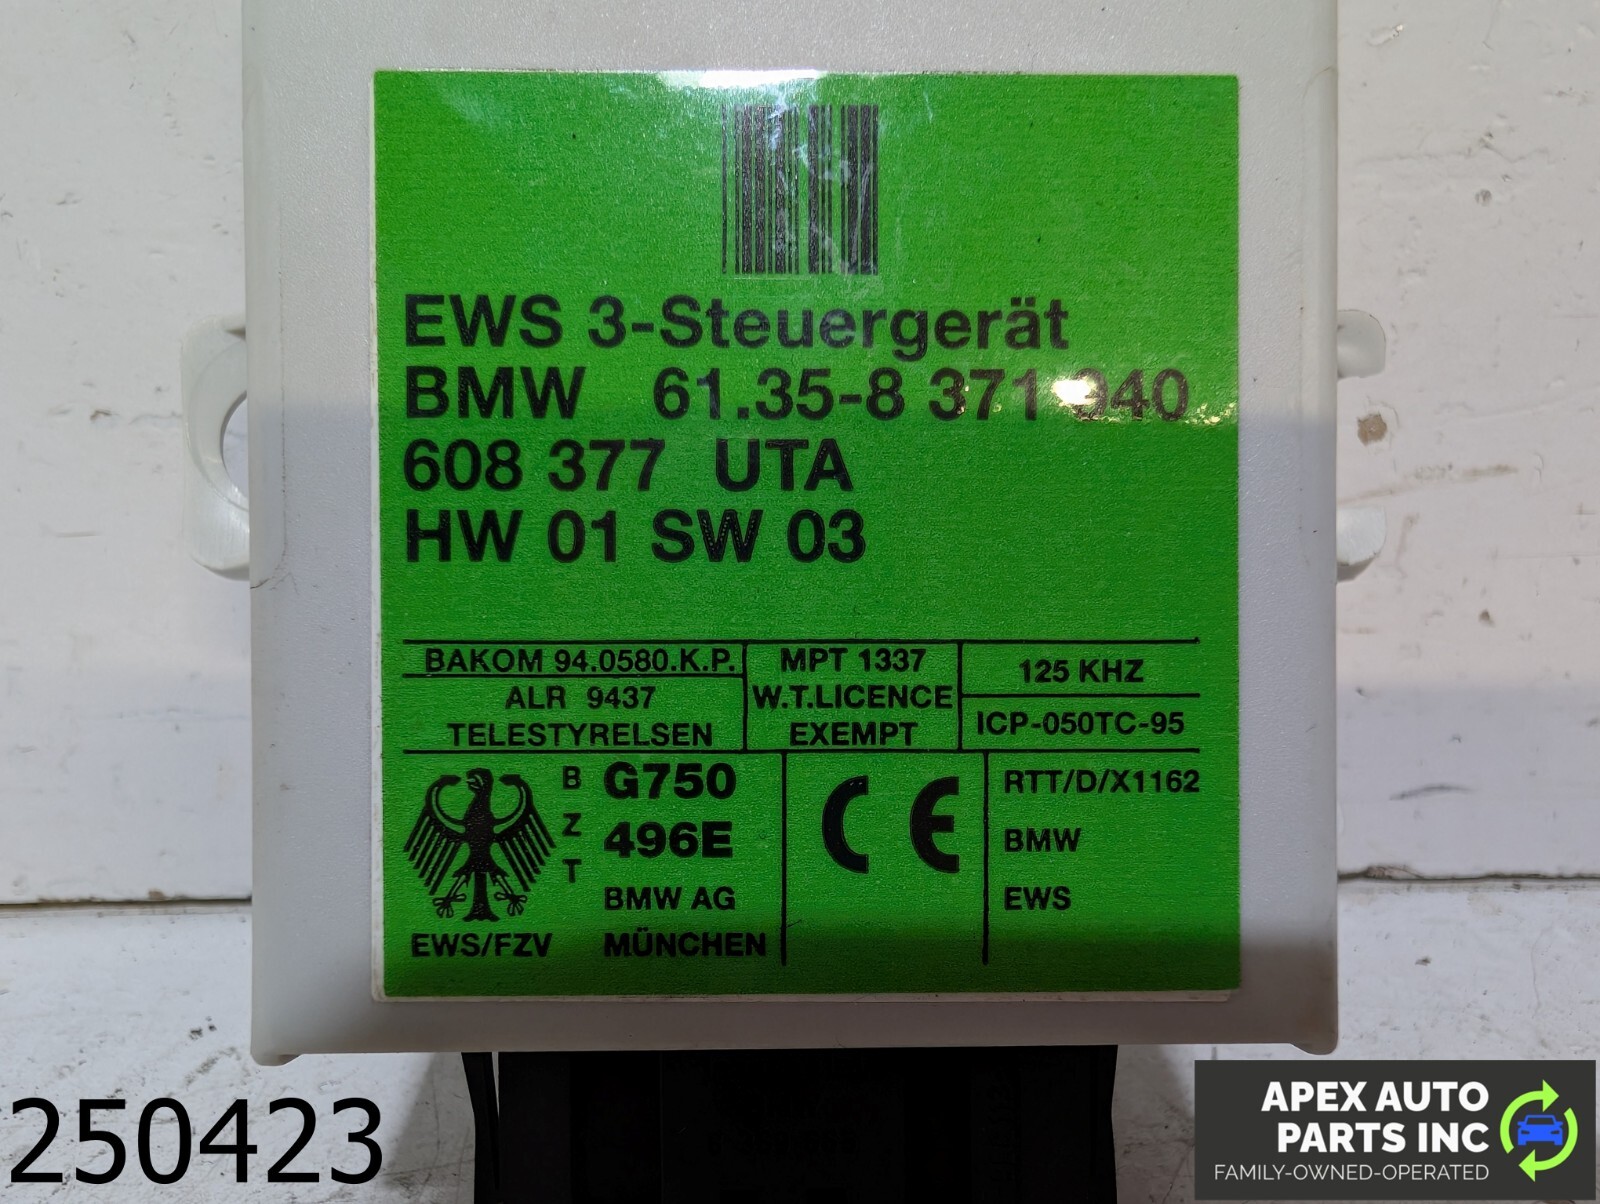 EWS 3-Steuergerät
BMW 61.35-8 371 940
608 377 UTA
HW 01 SW 03
BAKOM 94.0580.K.P.
ALR 9437
TELESTYRELSEN
MPT 1337
W.T.LICENCE
EXEMPT
125 KHZ
ICP-050TC-95
BZT
G750
496E
BMW AG
MÜNCHEN
EWS/FZV
CE
RTT/D/X1162
BMW
EWS
250423
APEX AUTO
PARTS INC
FAMILY-OWNED-OPERATED